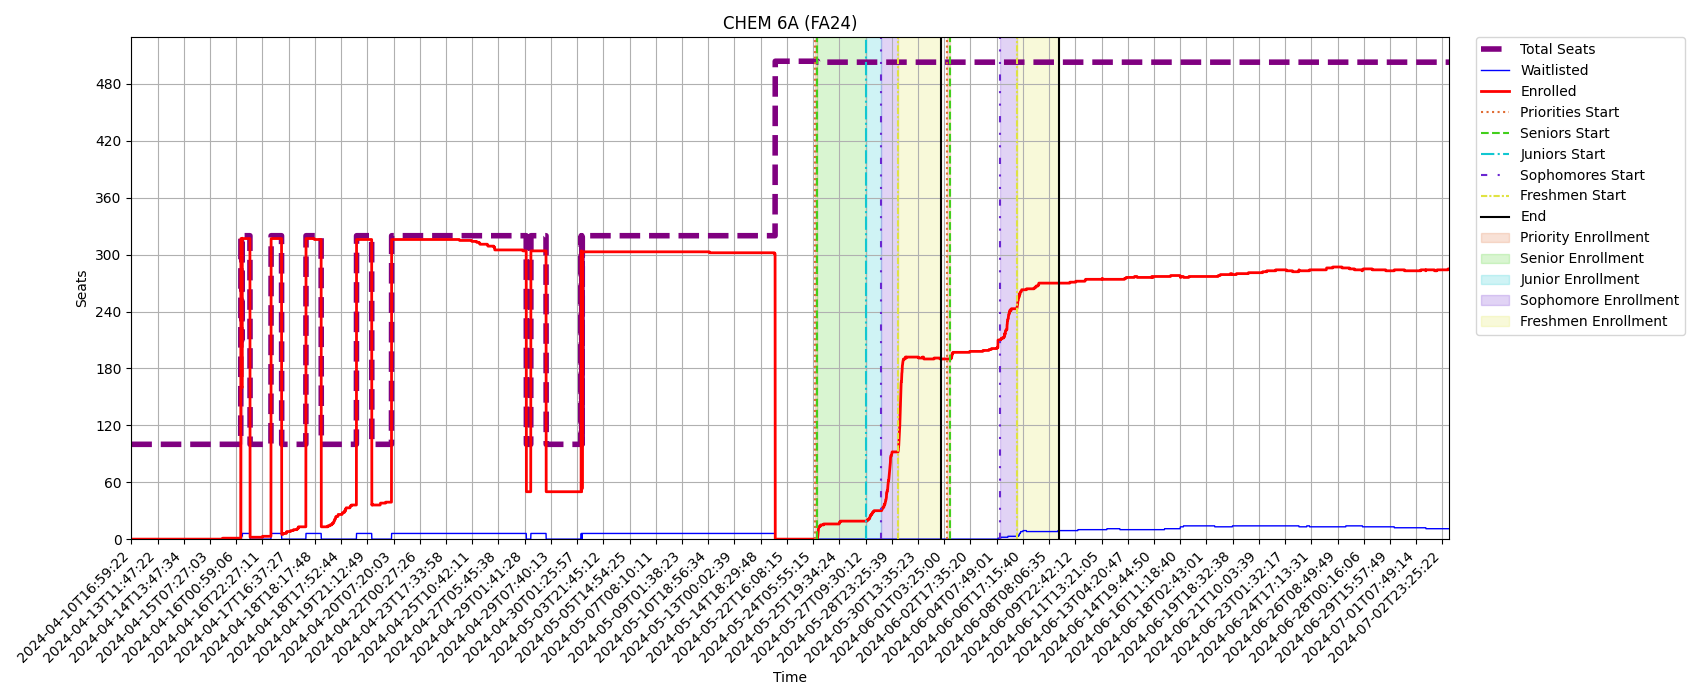 CHEM 6A (FA24)
Seats
480
420
360
300
240
180
120
60
0
2024-04-10T16:59:22
2024-04-13T11:47:22
2024-04-14T13:47:34
2024-04-15T07:27:03
2024-04-16T00:59:06
2024-04-16T22:27:11
2024-04-17T16:37:27
2024-04-18T18:17:48
2024-04-18T17:52:44
2024-04-19T21:12:49
2024-04-20T07:20:03
2024-04-22T00:27:26
2024-04-23T17:33:58
2024-04-25T10:42:11
2024-04-27T05:45:38
2024-04-29T01:41:28
2024-04-29T07:40:13
2024-04-30T01:25:57
2024-05-03T21:45:12
2024-05-05T14:54:25
2024-05-07T08:10:11
2024-05-09T01:38:23
2024-05-10T18:56:34
2024-05-13T00:02:39
2024-05-14T18:29:48
2024-05-22T16:08:15
2024-05-24T05:55:15
2024-05-25T19:34:24
2024-05-27T09:30:12
2024-05-28T23:25:39
2024-05-30T13:35:23
2024-06-01T03:25:00
2024-06-02T17:35:20
2024-06-04T07:49:01
2024-06-06T17:15:40
2024-06-08T08:06:35
2024-06-09T22:42:12
2024-06-11T13:21:05
2024-06-13T04:20:47
2024-06-14T19:44:50
2024-06-16T11:18:40
2024-06-18T02:43:01
2024-06-19T18:32:38
2024-06-21T10:03:39
2024-06-23T01:32:17
2024-06-24T17:13:31
2024-06-26T08:49:49
2024-06-28T00:16:06
2024-06-29T15:57:49
2024-07-01T07:49:14
2024-07-02T23:25:22
Time
Total Seats
Waitlisted
Enrolled
Priorities Start
Seniors Start
Juniors Start
Sophomores Start
Freshmen Start
End
Priority Enrollment
Senior Enrollment
Junior Enrollment
Sophomore Enrollment
Freshmen Enrollment